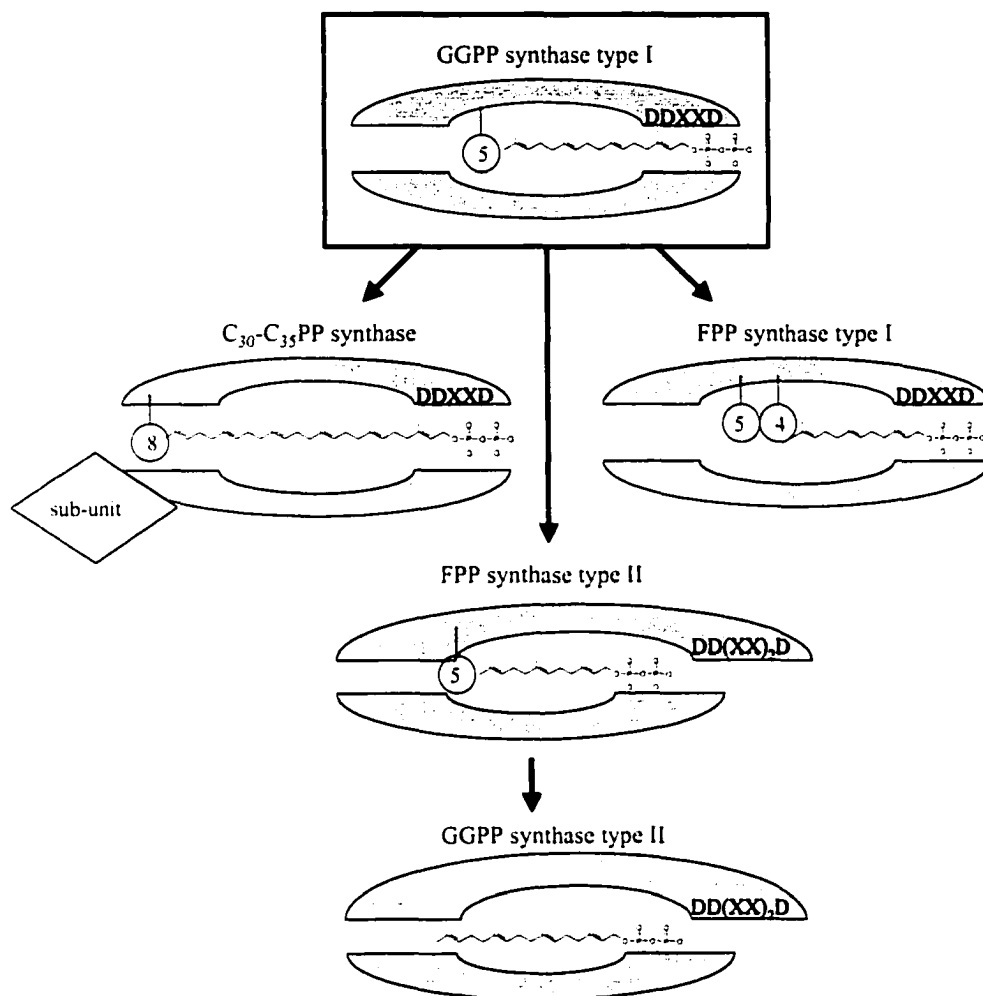 GGPP synthase type I
DDXXD
5
C₃₀-C₃₅PP synthase
FPP synthase type I
DDXXD
DDXXD
8
5 4
sub-unit
FPP synthase type II
DD(XX)₂D
5
GGPP synthase type II
DD(XX)₂D